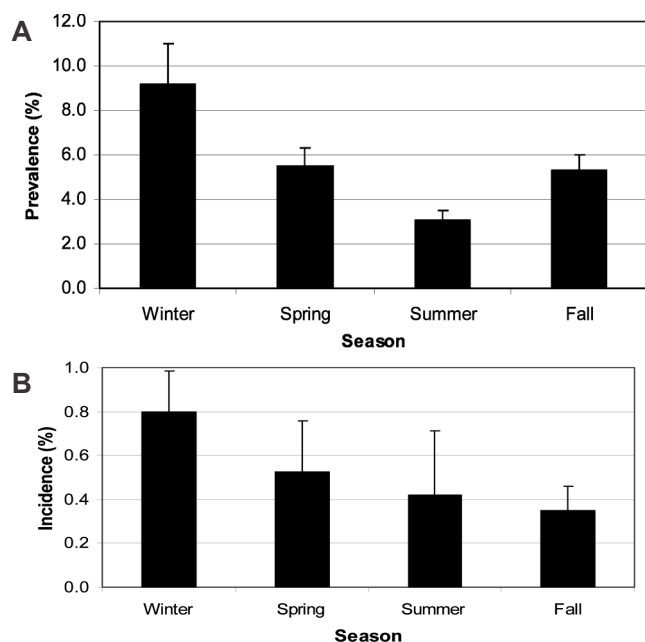 A
Prevalence (%)
12.0
10.0
8.0
6.0
4.0
2.0
0.0
Winter Spring Summer Fall
Season
B
Incidence (%)
1.0
0.8
0.6
0.4
0.2
0.0
Winter Spring Summer Fall
Season